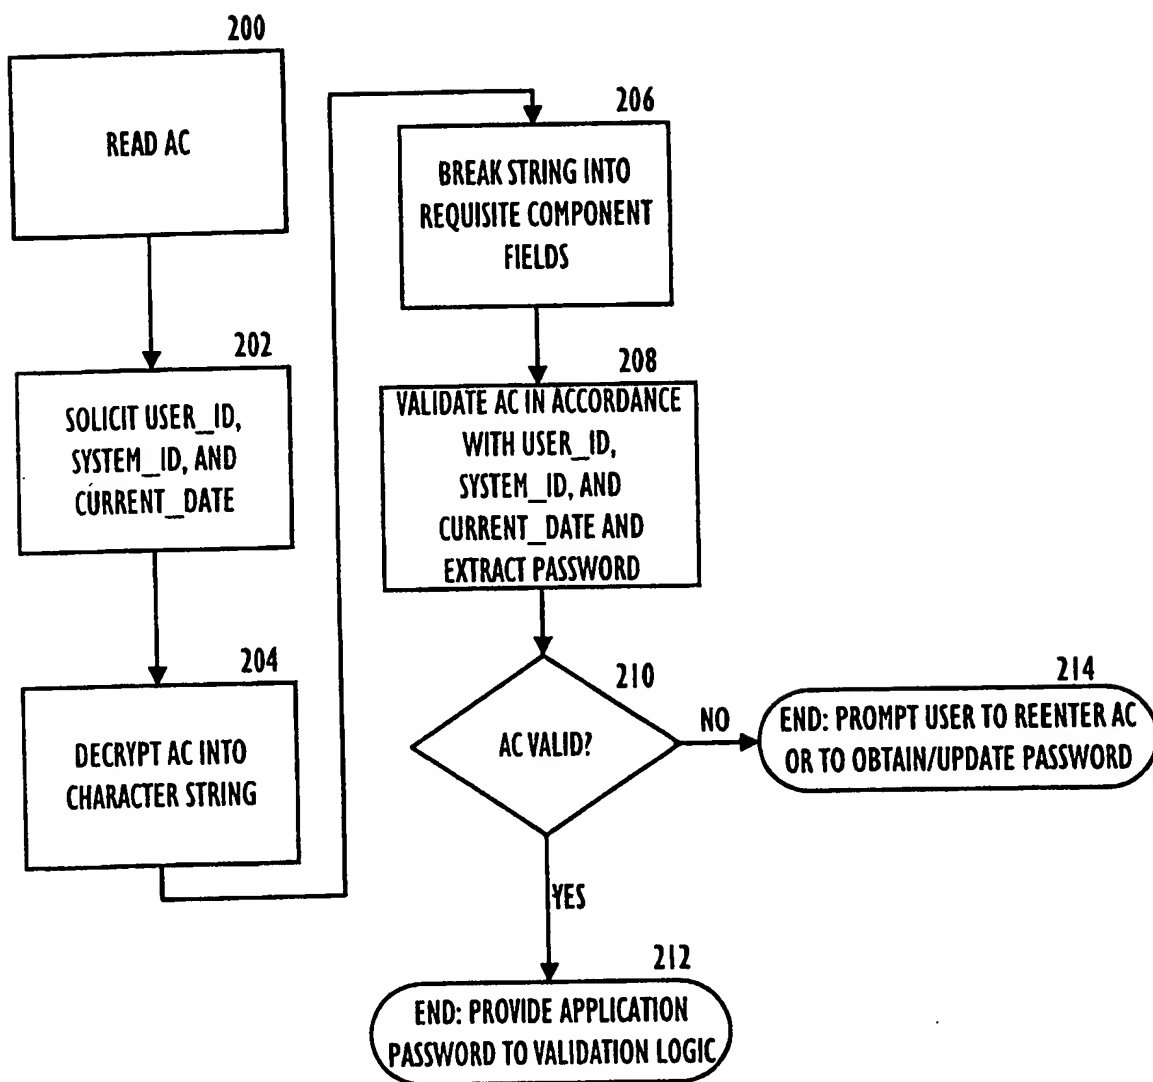 200
READ AC
202
SOLICIT USER_ID,
SYSTEM_ID, AND
CURRENT_DATE
204
DECRYPT AC INTO
CHARACTER STRING
206
BREAK STRING INTO
REQUISITE COMPONENT
FIELDS
208
VALIDATE AC IN ACCORDANCE
WITH USER_ID,
SYSTEM_ID, AND
CURRENT_DATE AND
EXTRACT PASSWORD
210
AC VALID?
NO
214
END: PROMPT USER TO REENTER AC
OR TO OBTAIN/UPDATE PASSWORD
YES
212
END: PROVIDE APPLICATION
PASSWORD TO VALIDATION LOGIC